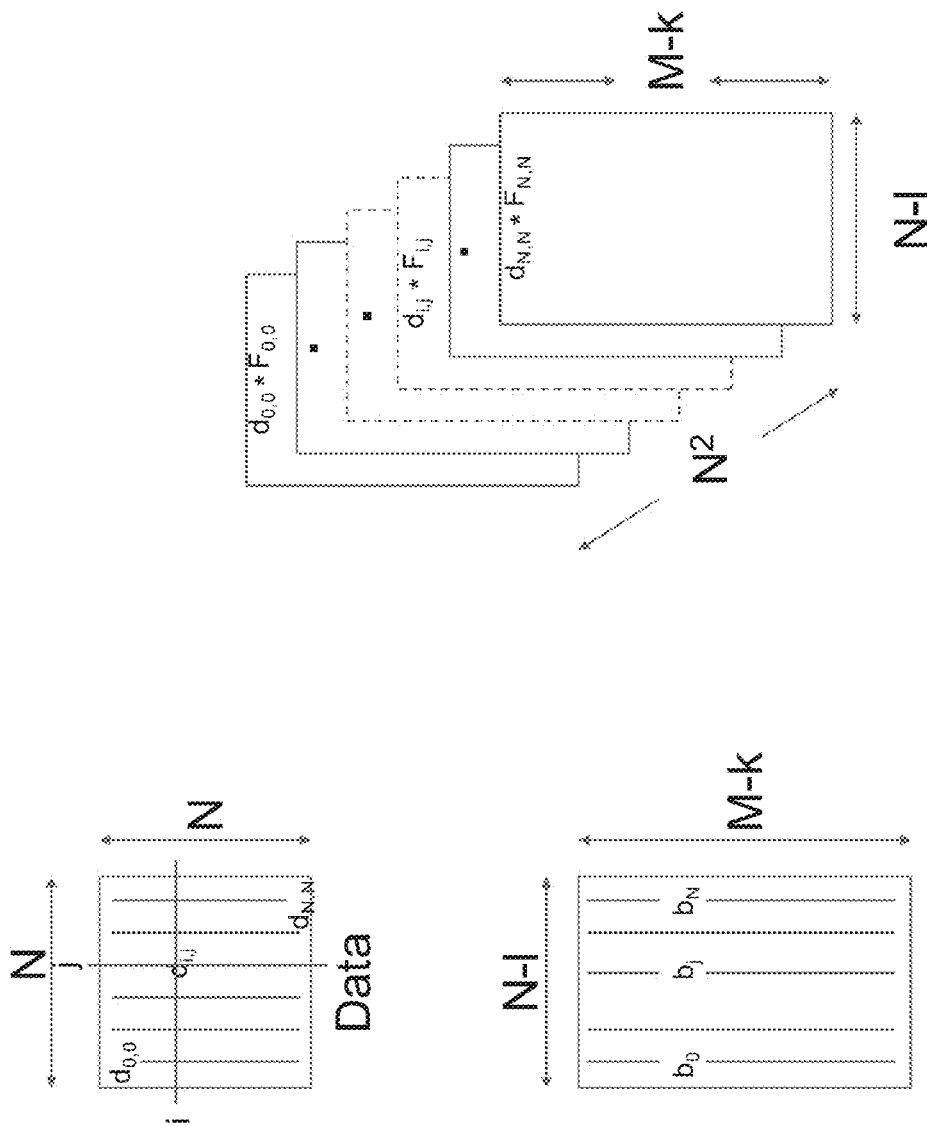 N
j
d0,0
di,j
dN,N
i
N
Data
N-l
b0
bj
bN
M-k
d0,0 * F0,0
di,j * Fi,j
dN,N * FN,N
M-k
N-l
N2